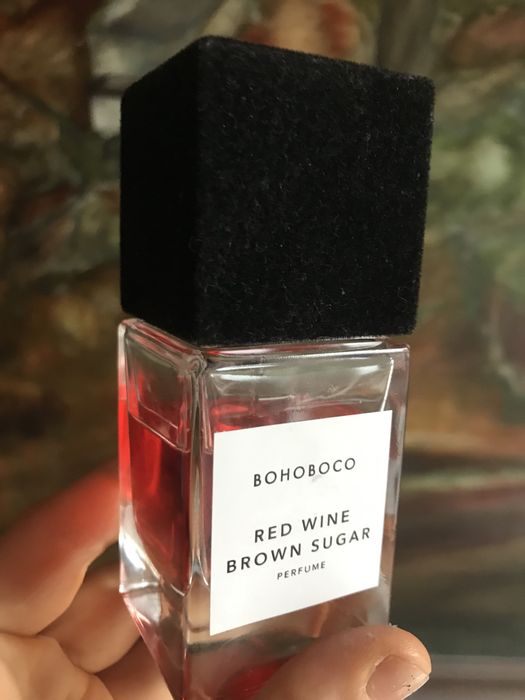 BOHOBOCO
RED WINE
BROWN SUGAR
PERFUME